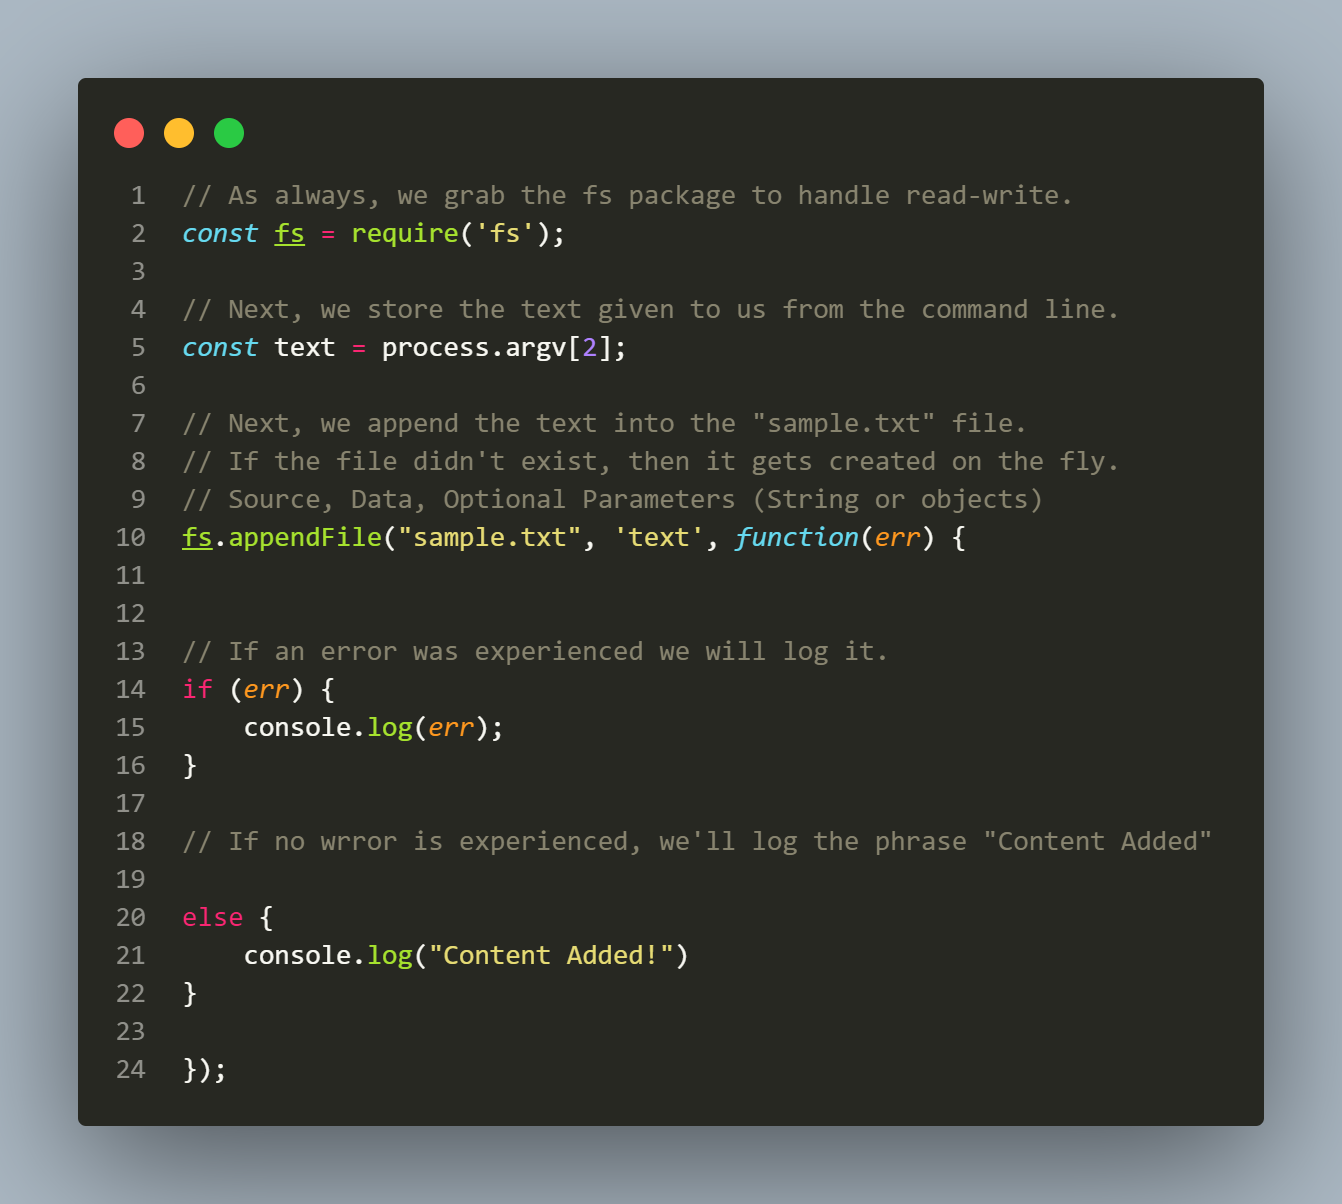 1 // As always, we grab the fs package to handle read-write.
2 const fs = require('fs');
3
4 // Next, we store the text given to us from the command line.
5 const text = process.argv[2];
6
7 // Next, we append the text into the "sample.txt" file.
8 // If the file didn't exist, then it gets created on the fly.
9 // Source, Data, Optional Parameters (String or objects)
10 fs.appendFile("sample.txt", 'text', function(err) {
11
12
13 // If an error was experienced we will log it.
14 if (err) {
15     console.log(err);
16 }
17
18 // If no wrror is experienced, we'll log the phrase "Content Added"
19
20 else {
21     console.log("Content Added!")
22 }
23
24 });